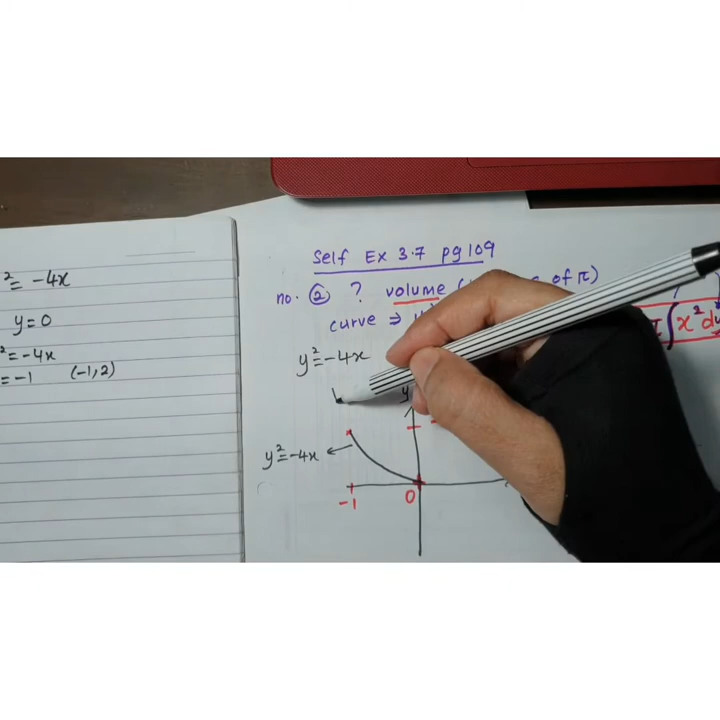 ² = -4x
y = 0
² = -4x
= -1 (-1, 2)
Self Ex 3.7 pg 109
no. ② ? volume of π)
curve ⇒
π ∫ x² dy
y² = -4x
y
y² = -4x ←
-1 0